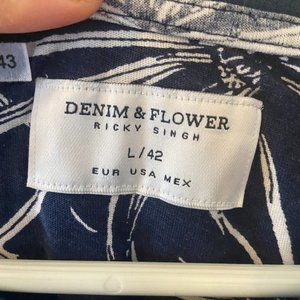 43
DENIM & FLOWER
RICKY SINGH
L/42
EUR USA MEX